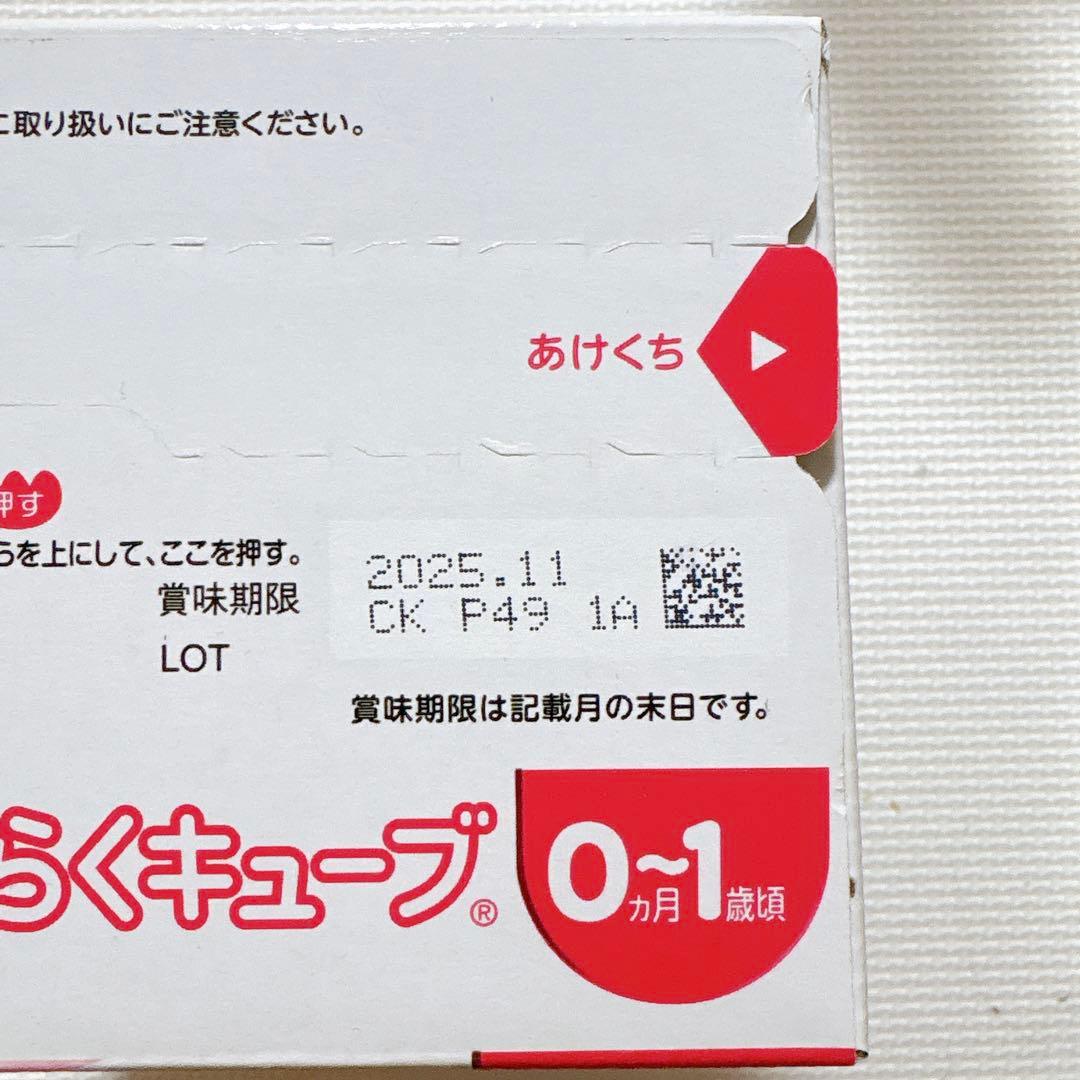 に取り扱いにご注意ください。
あけくち
押す
らを上にして、ここを押す。
賞味期限
LOT
2025.11
CK P49 1A
賞味期限は記載月の末日です。
らくキューブ®
0ヵ月~1歳頃